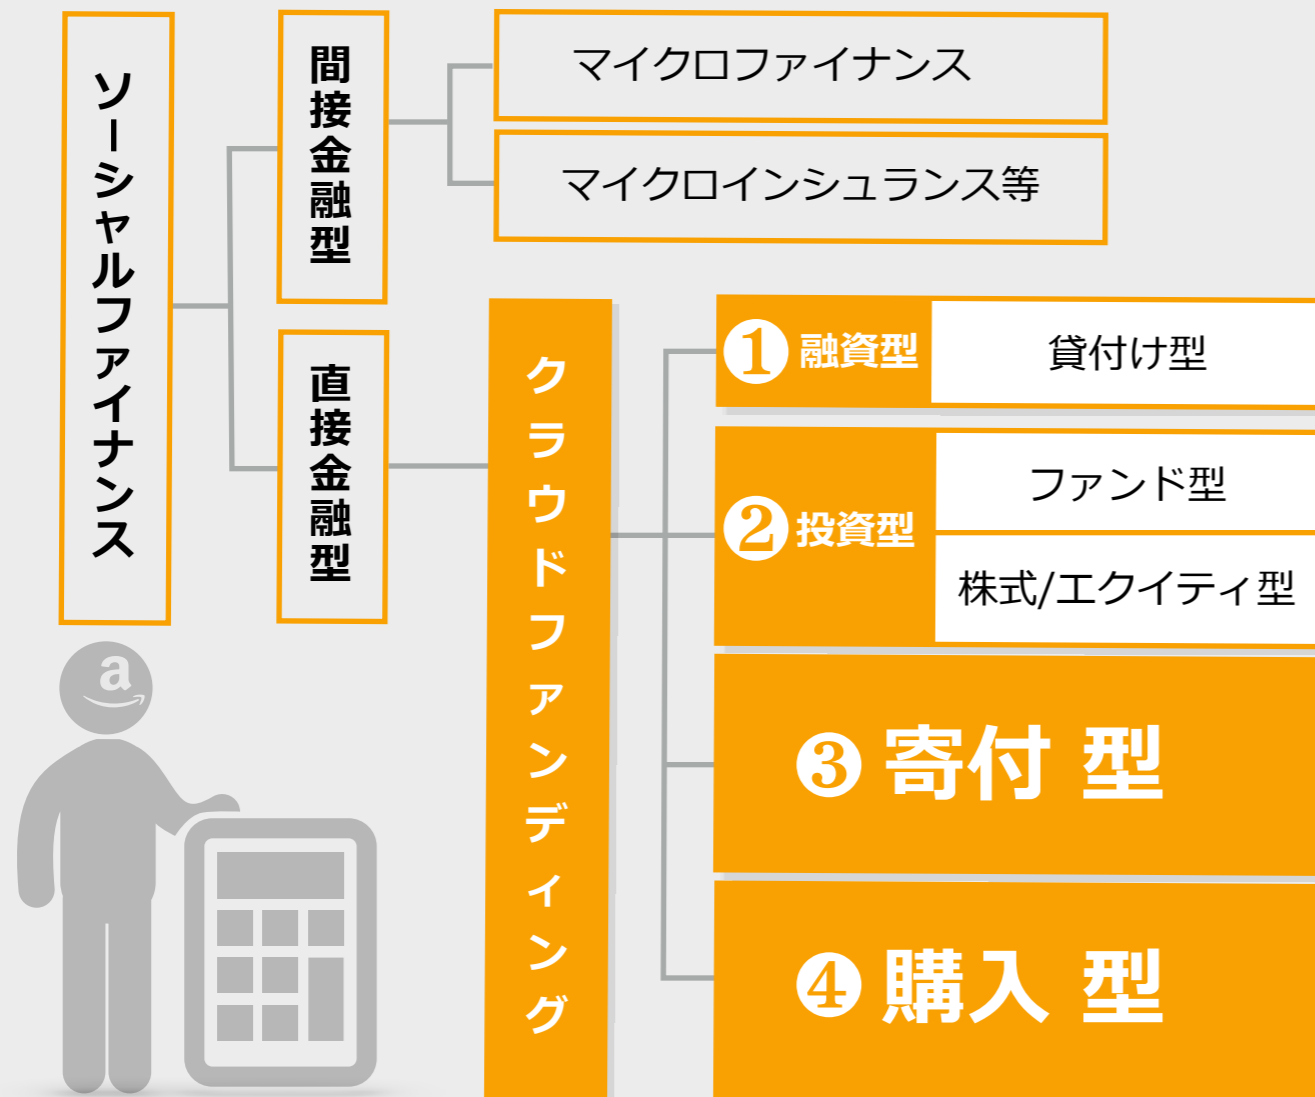 ソーシャルファイナンス
間接金融型
マイクロファイナンス
マイクロインシュランス等
直接金融型
クラウドファンディング
❶ 融資型
貸付け型
❷ 投資型
ファンド型
株式/エクイティ型
❸ 寄付 型
❹ 購入 型
a